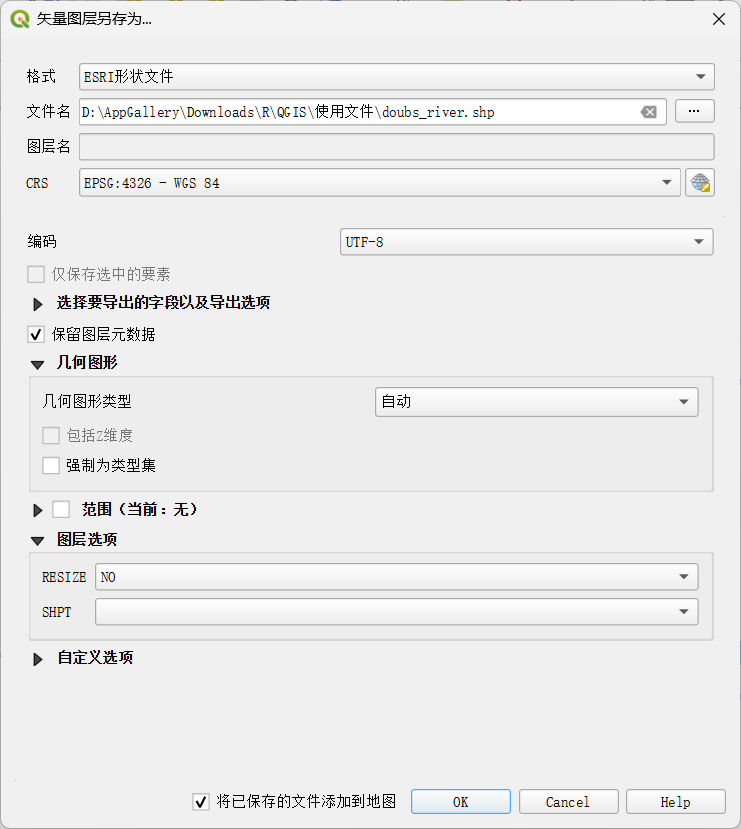 矢量图层另存为...
格式 ESRI形状文件
文件名 D:\AppGallery\Downloads\R\QGIS\使用文件\doubs_river.shp ...
图层名
CRS EPSG:4326 - WGS 84
编码 UTF-8
仅保存选中的要素
选择要导出的字段以及导出选项
保留图层元数据
几何图形
几何图形类型 自动
包括Z维度
强制为类型集
范围（当前：无）
图层选项
RESIZE NO
SHPT
自定义选项
将已保存的文件添加到地图 OK Cancel Help